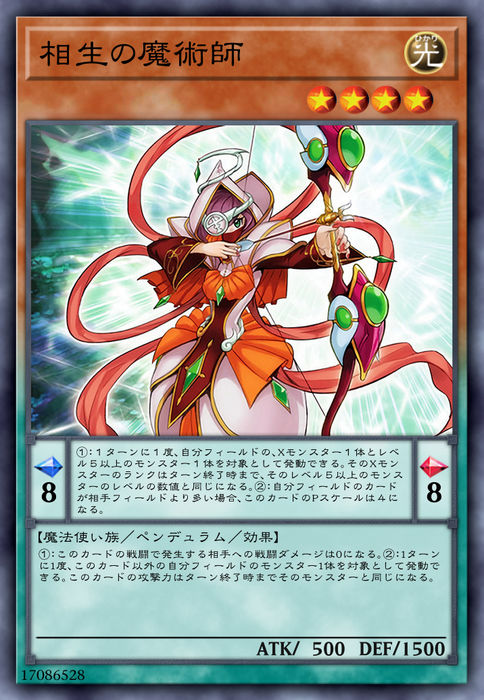 相生の魔術師
ひかり
光
①:1ターンに1度、自分フィールドの、Xモンスター1体とレベ
ル5以上のモンスター1体を対象として発動できる。そのXモンス
ターのランクはターン終了時まで、そのレベル5以上のモンス
ターのレベルの数値と同じになる。②:自分フィールドのカード
が相手フィールドより多い場合、このカードのPスケールは4に
なる。
8
8
【魔法使い族/ペンデュラム/効果】
①:このカードの戦闘で発生する相手への戦闘ダメージは0になる。②:1ターン
に1度、このカード以外の自分フィールドのモンスター1体を対象として発動で
きる。このカードの攻撃力はターン終了時までそのモンスターと同じになる。
ATK/ 500 DEF/1500
17086528